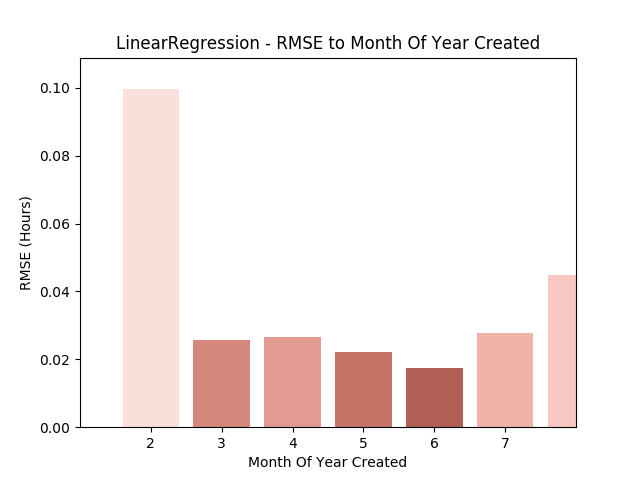 LinearRegression - RMSE to Month Of Year Created
0.10
0.08
0.06
0.04
0.02
0.00
RMSE (Hours)
2 3 4 5 6 7
Month Of Year Created